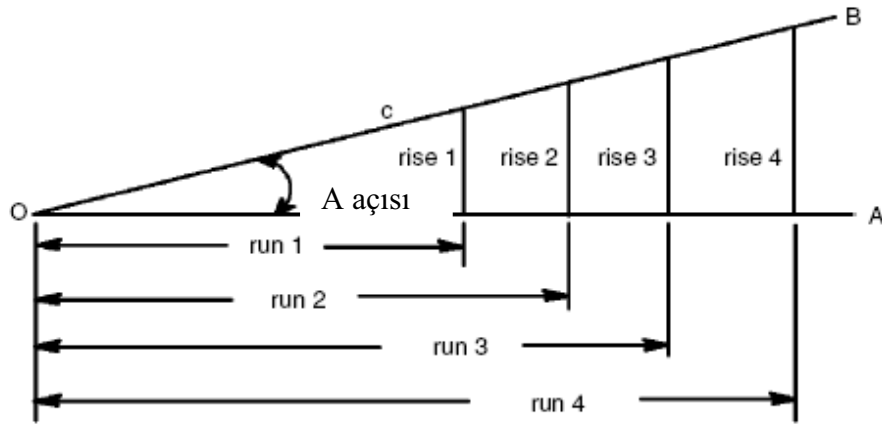 B
c
rise 1 rise 2 rise 3 rise 4
O A açısı A
run 1
run 2
run 3
run 4